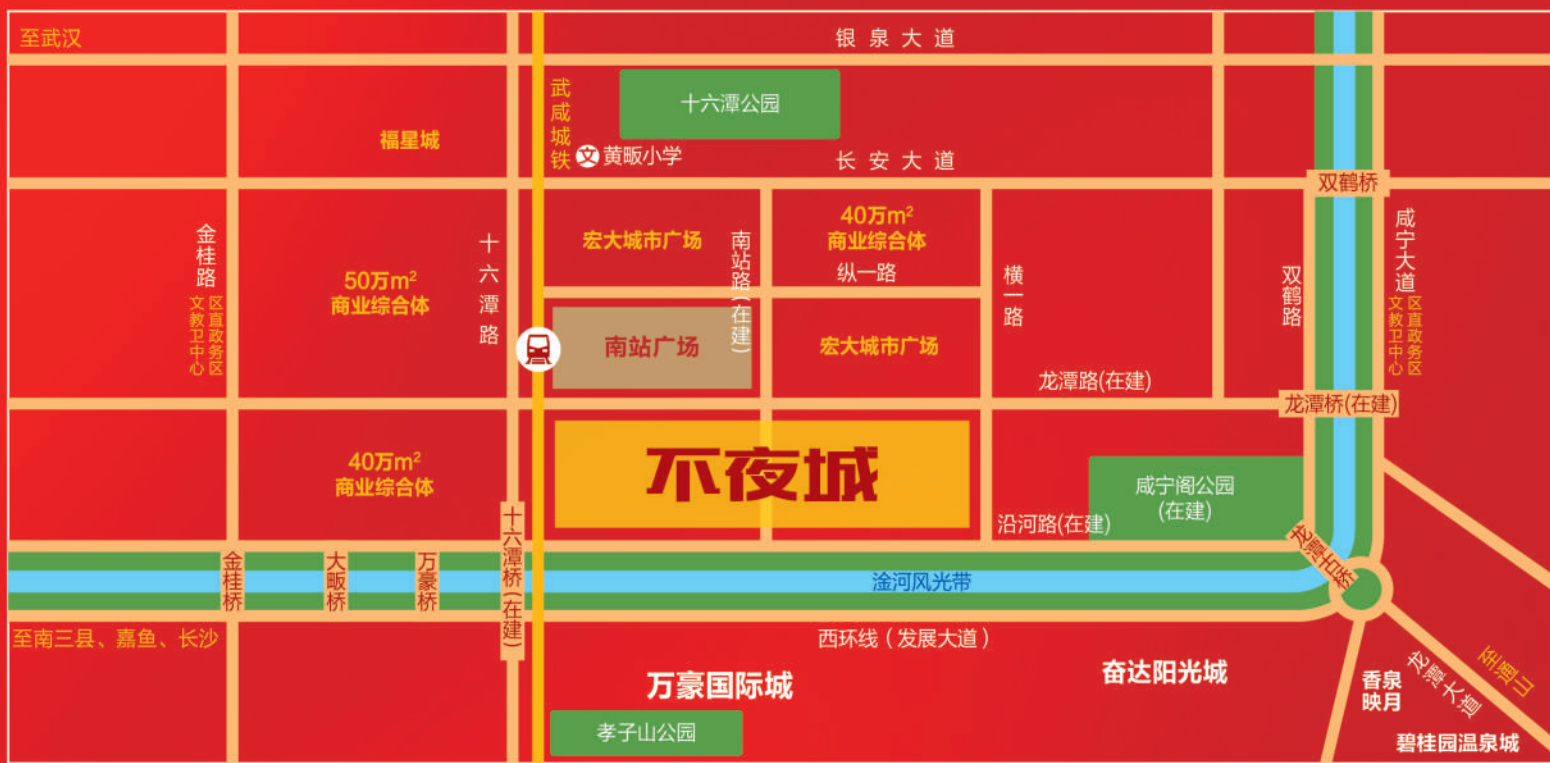 至武汉
银泉大道
武咸城铁
十六潭公园
福星城
文
黄畈小学
长安大道
双鹤桥
金桂路
区直政务区
文教卫中心
50万m²
商业综合体
十六潭路
宏大城市广场
南站路(在建)
40万m²
商业综合体
纵一路
横一路
双鹤路
咸宁大道
区直政务区
文教卫中心
南站广场
宏大城市广场
龙潭路(在建)
龙潭桥(在建)
40万m²
商业综合体
不夜城
咸宁阁公园
(在建)
沿河路(在建)
金桂桥
大畈桥
万豪桥
十六潭桥(在建)
淦河风光带
龙潭古桥
至南三县、嘉鱼、长沙
西环线（发展大道）
万豪国际城
奋达阳光城
香泉
映月
龙潭大道
至通山
孝子山公园
碧桂园温泉城